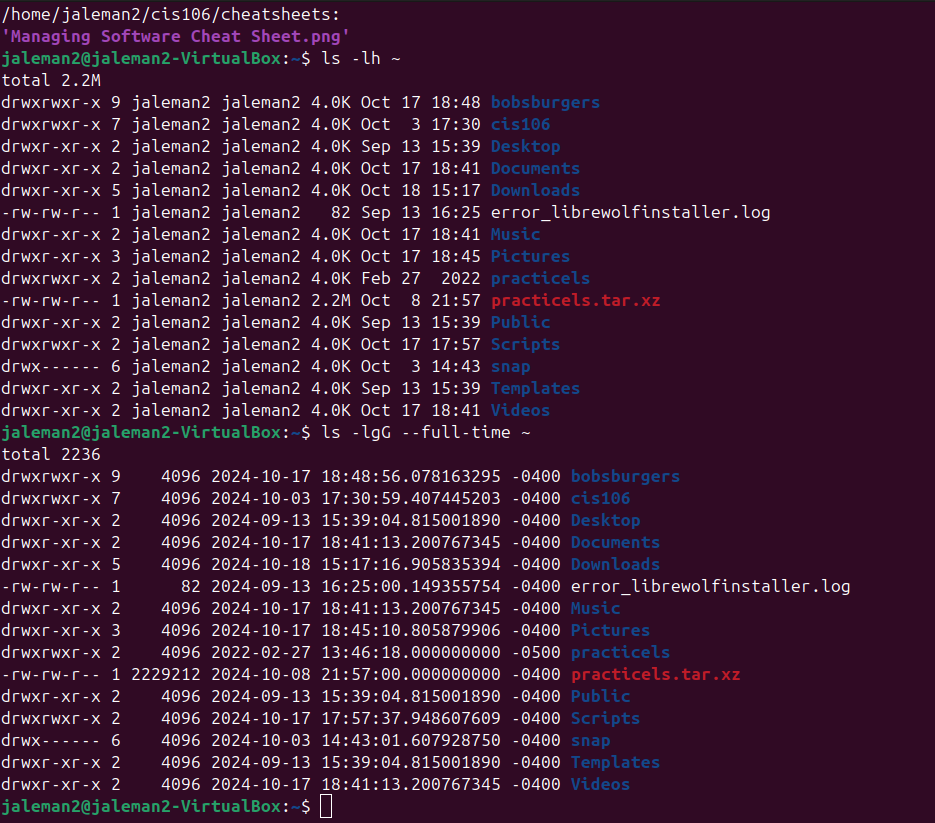 /home/jaleman2/cis106/cheatsheets:
'Managing Software Cheat Sheet.png'
jaleman2@jaleman2-VirtualBox:~$ ls -lh ~
total 2.2M
drwxrwxr-x 9 jaleman2 jaleman2 4.0K Oct 17 18:48 bobsburgers
drwxrwxr-x 7 jaleman2 jaleman2 4.0K Oct  3 17:30 cis106
drwxr-xr-x 2 jaleman2 jaleman2 4.0K Sep 13 15:39 Desktop
drwxr-xr-x 2 jaleman2 jaleman2 4.0K Oct 17 18:41 Documents
drwxr-xr-x 5 jaleman2 jaleman2 4.0K Oct 18 15:17 Downloads
-rw-rw-r-- 1 jaleman2 jaleman2   82 Sep 13 16:25 error_librewolfinstaller.log
drwxr-xr-x 2 jaleman2 jaleman2 4.0K Oct 17 18:41 Music
drwxr-xr-x 3 jaleman2 jaleman2 4.0K Oct 17 18:45 Pictures
drwxrwxr-x 2 jaleman2 jaleman2 4.0K Feb 27  2022 practicels
-rw-rw-r-- 1 jaleman2 jaleman2 2.2M Oct  8 21:57 practicels.tar.xz
drwxr-xr-x 2 jaleman2 jaleman2 4.0K Sep 13 15:39 Public
drwxrwxr-x 2 jaleman2 jaleman2 4.0K Oct 17 17:57 Scripts
drwx------ 6 jaleman2 jaleman2 4.0K Oct  3 14:43 snap
drwxr-xr-x 2 jaleman2 jaleman2 4.0K Sep 13 15:39 Templates
drwxr-xr-x 2 jaleman2 jaleman2 4.0K Oct 17 18:41 Videos
jaleman2@jaleman2-VirtualBox:~$ ls -lgG --full-time ~
total 2236
drwxrwxr-x 9    4096 2024-10-17 18:48:56.078163295 -0400 bobsburgers
drwxrwxr-x 7    4096 2024-10-03 17:30:59.407445203 -0400 cis106
drwxr-xr-x 2    4096 2024-09-13 15:39:04.815001890 -0400 Desktop
drwxr-xr-x 2    4096 2024-10-17 18:41:13.200767345 -0400 Documents
drwxr-xr-x 5    4096 2024-10-18 15:17:16.905835394 -0400 Downloads
-rw-rw-r-- 1      82 2024-09-13 16:25:00.149355754 -0400 error_librewolfinstaller.log
drwxr-xr-x 2    4096 2024-10-17 18:41:13.200767345 -0400 Music
drwxr-xr-x 3    4096 2024-10-17 18:45:10.805879906 -0400 Pictures
drwxrwxr-x 2    4096 2022-02-27 13:46:18.000000000 -0500 practicels
-rw-rw-r-- 1 2229212 2024-10-08 21:57:00.000000000 -0400 practicels.tar.xz
drwxr-xr-x 2    4096 2024-09-13 15:39:04.815001890 -0400 Public
drwxrwxr-x 2    4096 2024-10-17 17:57:37.948607609 -0400 Scripts
drwx------ 6    4096 2024-10-03 14:43:01.607928750 -0400 snap
drwxr-xr-x 2    4096 2024-09-13 15:39:04.815001890 -0400 Templates
drwxr-xr-x 2    4096 2024-10-17 18:41:13.200767345 -0400 Videos
jaleman2@jaleman2-VirtualBox:~$